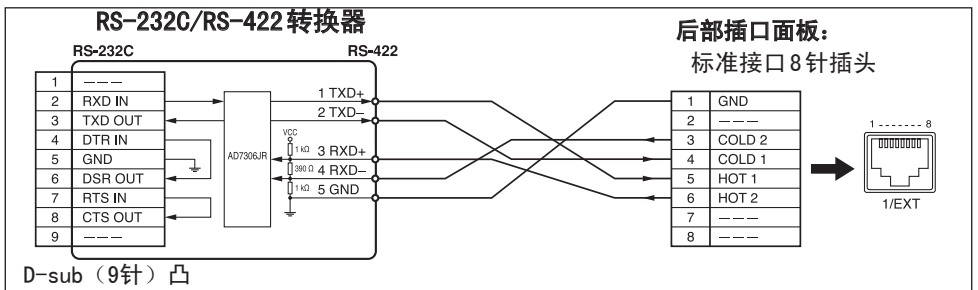 RS-232C/RS-422转换器
RS-232C
RS-422
1 ———
2 RXD IN
3 TXD OUT
4 DTR IN
5 GND
6 DSR OUT
7 RTS IN
8 CTS OUT
9 ———
D-sub（9针）凸
AD7306JR
VCC
1 kΩ
390 Ω
1 kΩ
1 TXD+
2 TXD–
3 RXD+
4 RXD–
5 GND
后部插口面板：
标准接口8针插头
1 GND
2 ———
3 COLD 2
4 COLD 1
5 HOT 1
6 HOT 2
7 ———
8 ———
1 -------- 8
1/EXT